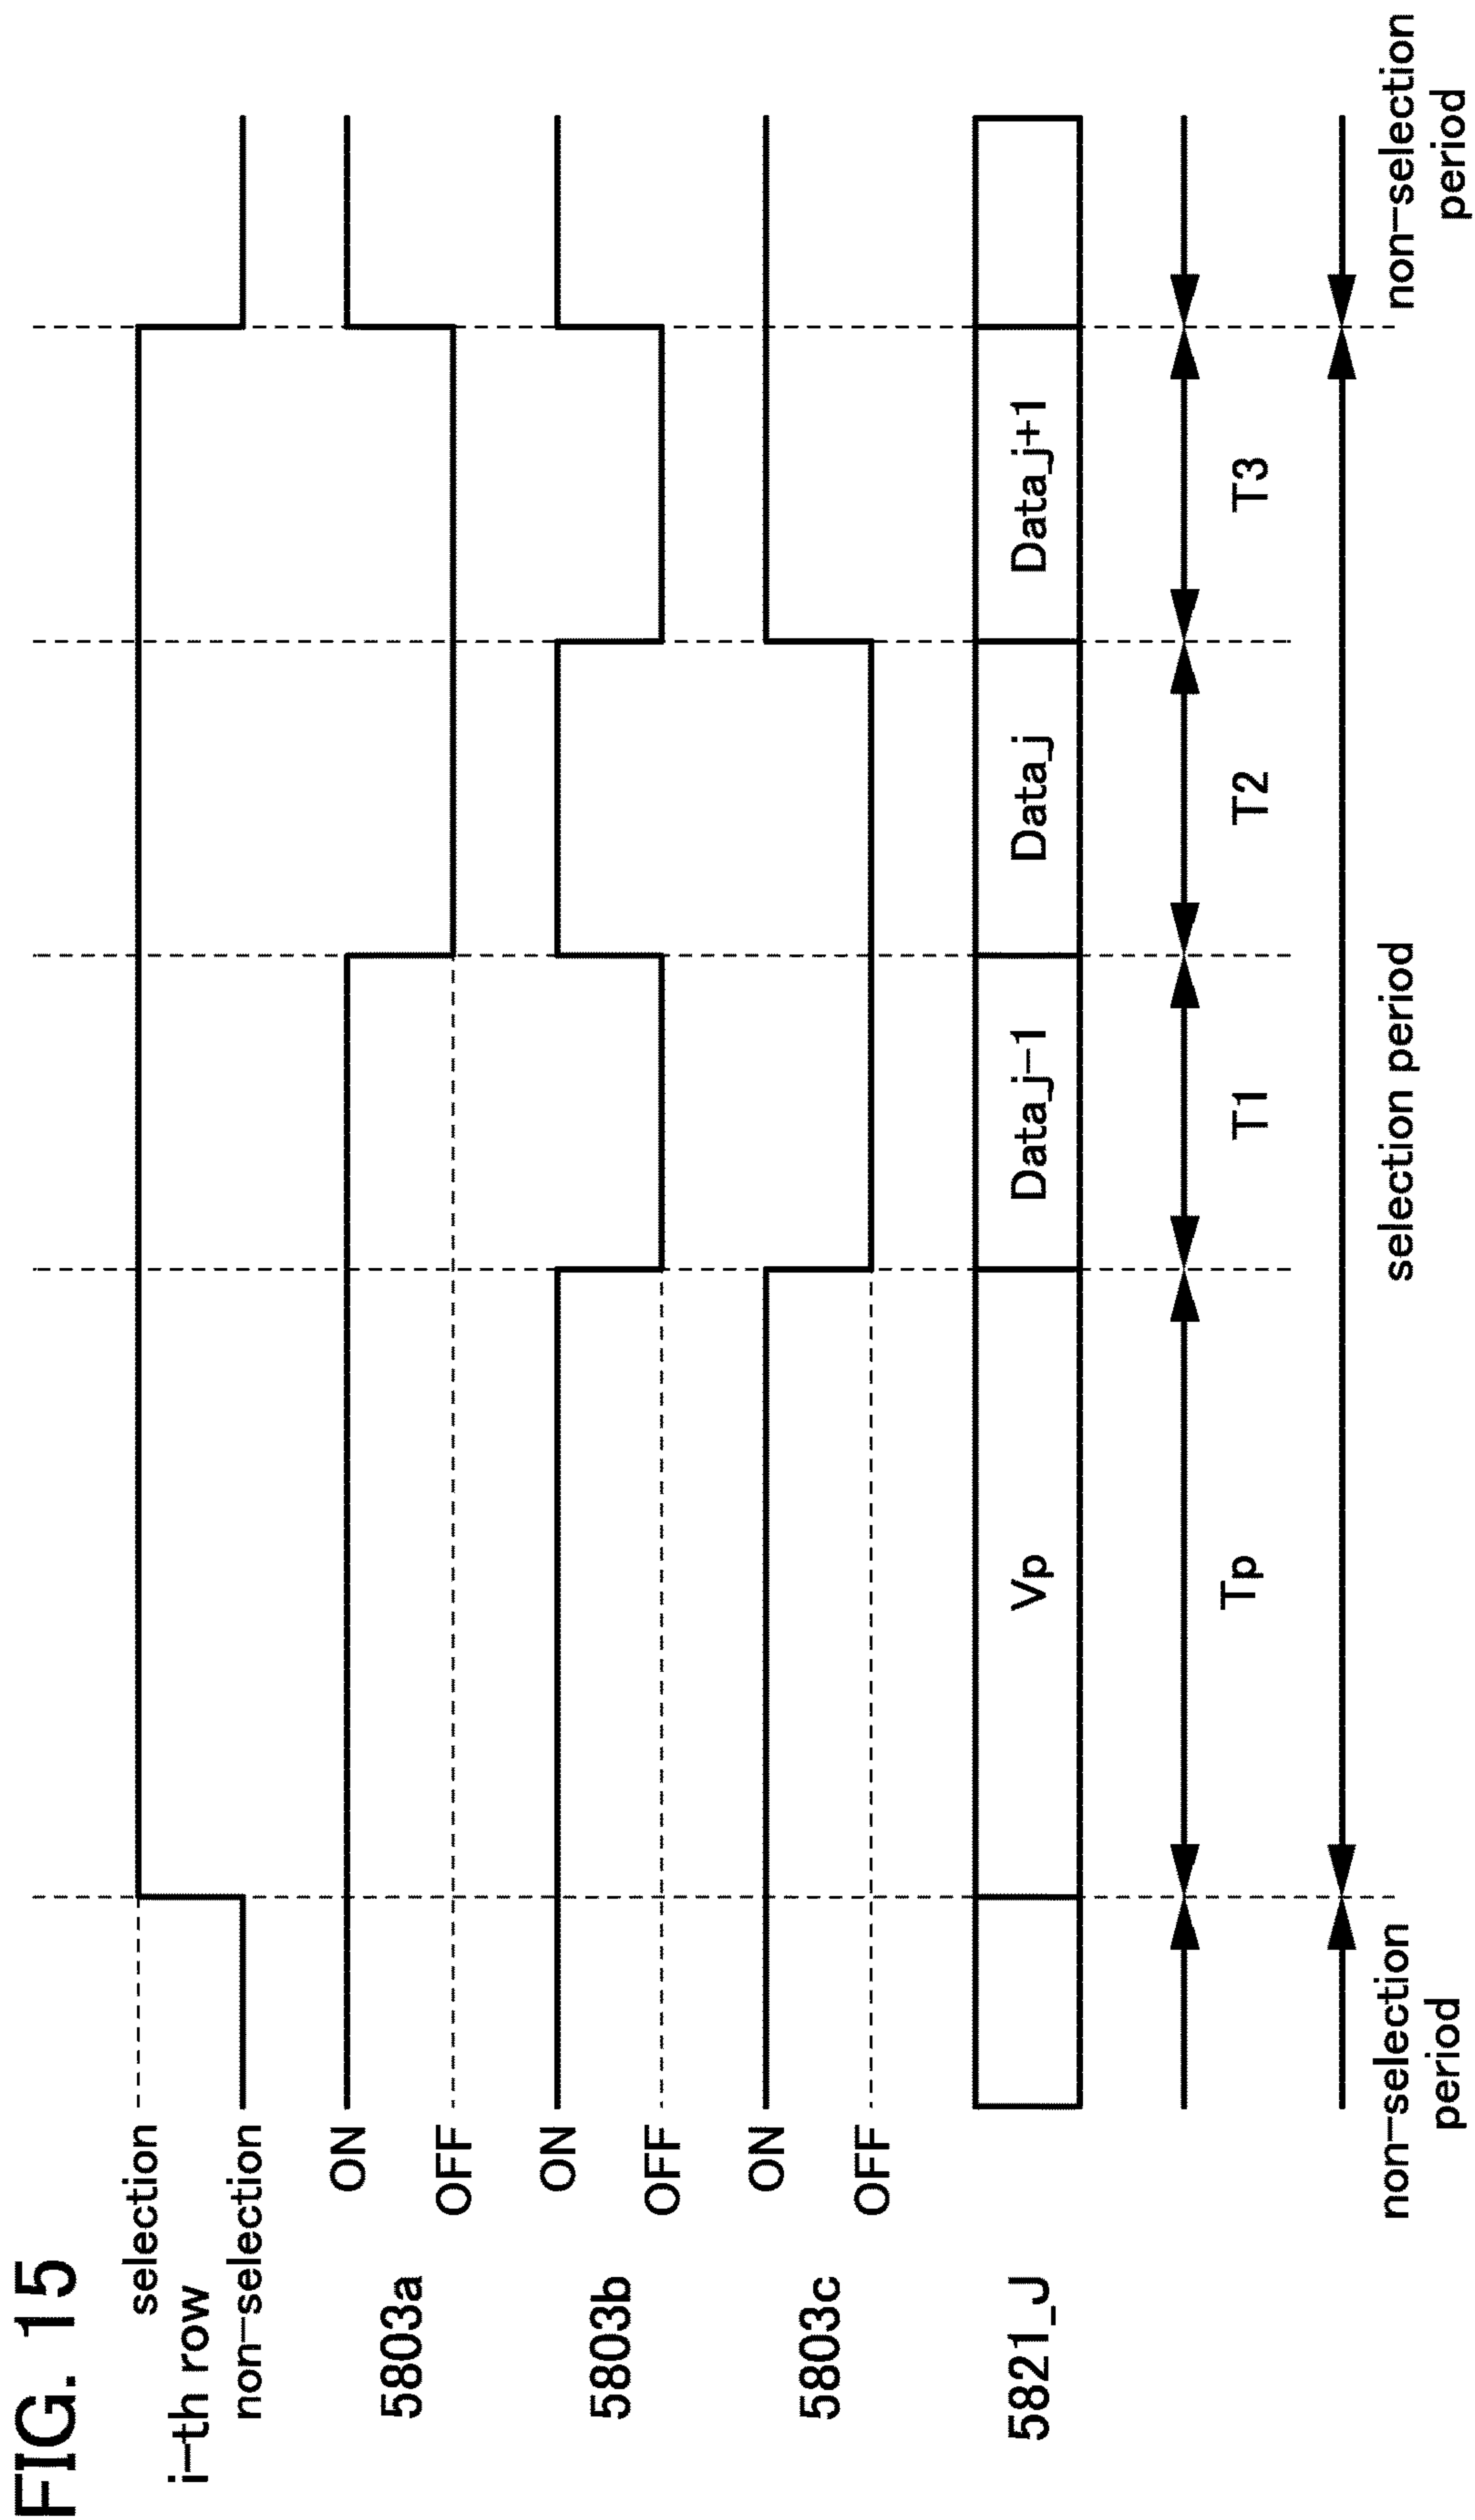 FIG. 15
selection
i-th row
non-selection
ON
5803a
OFF
ON
5803b
OFF
ON
5803c
OFF
5821_J
Vp
Data_j-1
Data_j
Data_j+1
Tp
T1
T2
T3
non-selection
period
selection period
non-selection
period